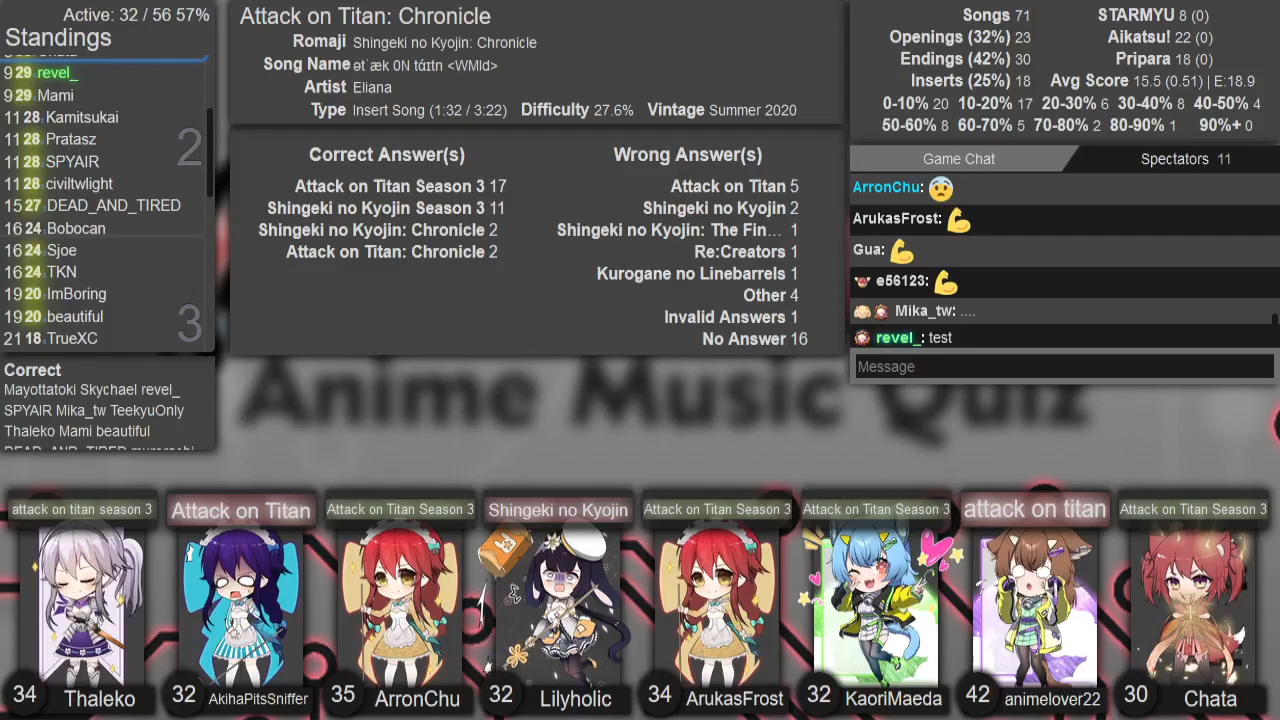 Active: 32 / 56 57%
Standings
9 29 revel_
9 29 Mami
11 28 Kamitsukai
11 28 Pratasz
11 28 SPYAIR
11 28 civiltwlight
15 27 DEAD_AND_TIRED
16 24 Bobocan
16 24 Sjoe
16 24 TKN
19 20 ImBoring
19 20 beautiful
21 18 TrueXC
2
3
Correct
Mayottatoki Skychael revel_
SPYAIR Mika_tw TeekyuOnly
Thaleko Mami beautiful
Attack on Titan: Chronicle
Romaji Shingeki no Kyojin: Chronicle
Song Name ətˈæk 0N tάɪtn <WMId>
Artist Eliana
Type Insert Song (1:32 / 3:22) Difficulty 27.6% Vintage Summer 2020
Correct Answer(s)
Attack on Titan Season 3 17
Shingeki no Kyojin Season 3 11
Shingeki no Kyojin: Chronicle 2
Attack on Titan: Chronicle 2
Wrong Answer(s)
Attack on Titan 5
Shingeki no Kyojin 2
Shingeki no Kyojin: The Fin... 1
Re:Creators 1
Kurogane no Linebarrels 1
Other 4
Invalid Answers 1
No Answer 16
Songs 71 STARMYU 8 (0)
Openings (32%) 23 Aikatsu! 22 (0)
Endings (42%) 30 Pripara 18 (0)
Inserts (25%) 18 Avg Score 15.5 (0.51) | E:18.9
0-10% 20 10-20% 17 20-30% 6 30-40% 8 40-50% 4
50-60% 8 60-70% 5 70-80% 2 80-90% 1 90%+ 0
Game Chat Spectators 11
ArronChu: 😨
ArukasFrost: 💪
Gua: 💪
e56123: 💪
Mika_tw: ....
revel_: test
Message
Anime Music Quiz
attack on titan season 3
Attack on Titan
Attack on Titan Season 3
Shingeki no Kyojin
Attack on Titan Season 3
Attack on Titan Season 3
attack on titan
Attack on Titan Season 3
34 Thaleko
32 AkihaPitsSniffer
35 ArronChu
32 Lilyholic
34 ArukasFrost
32 KaoriMaeda
42 animelover22
30 Chata